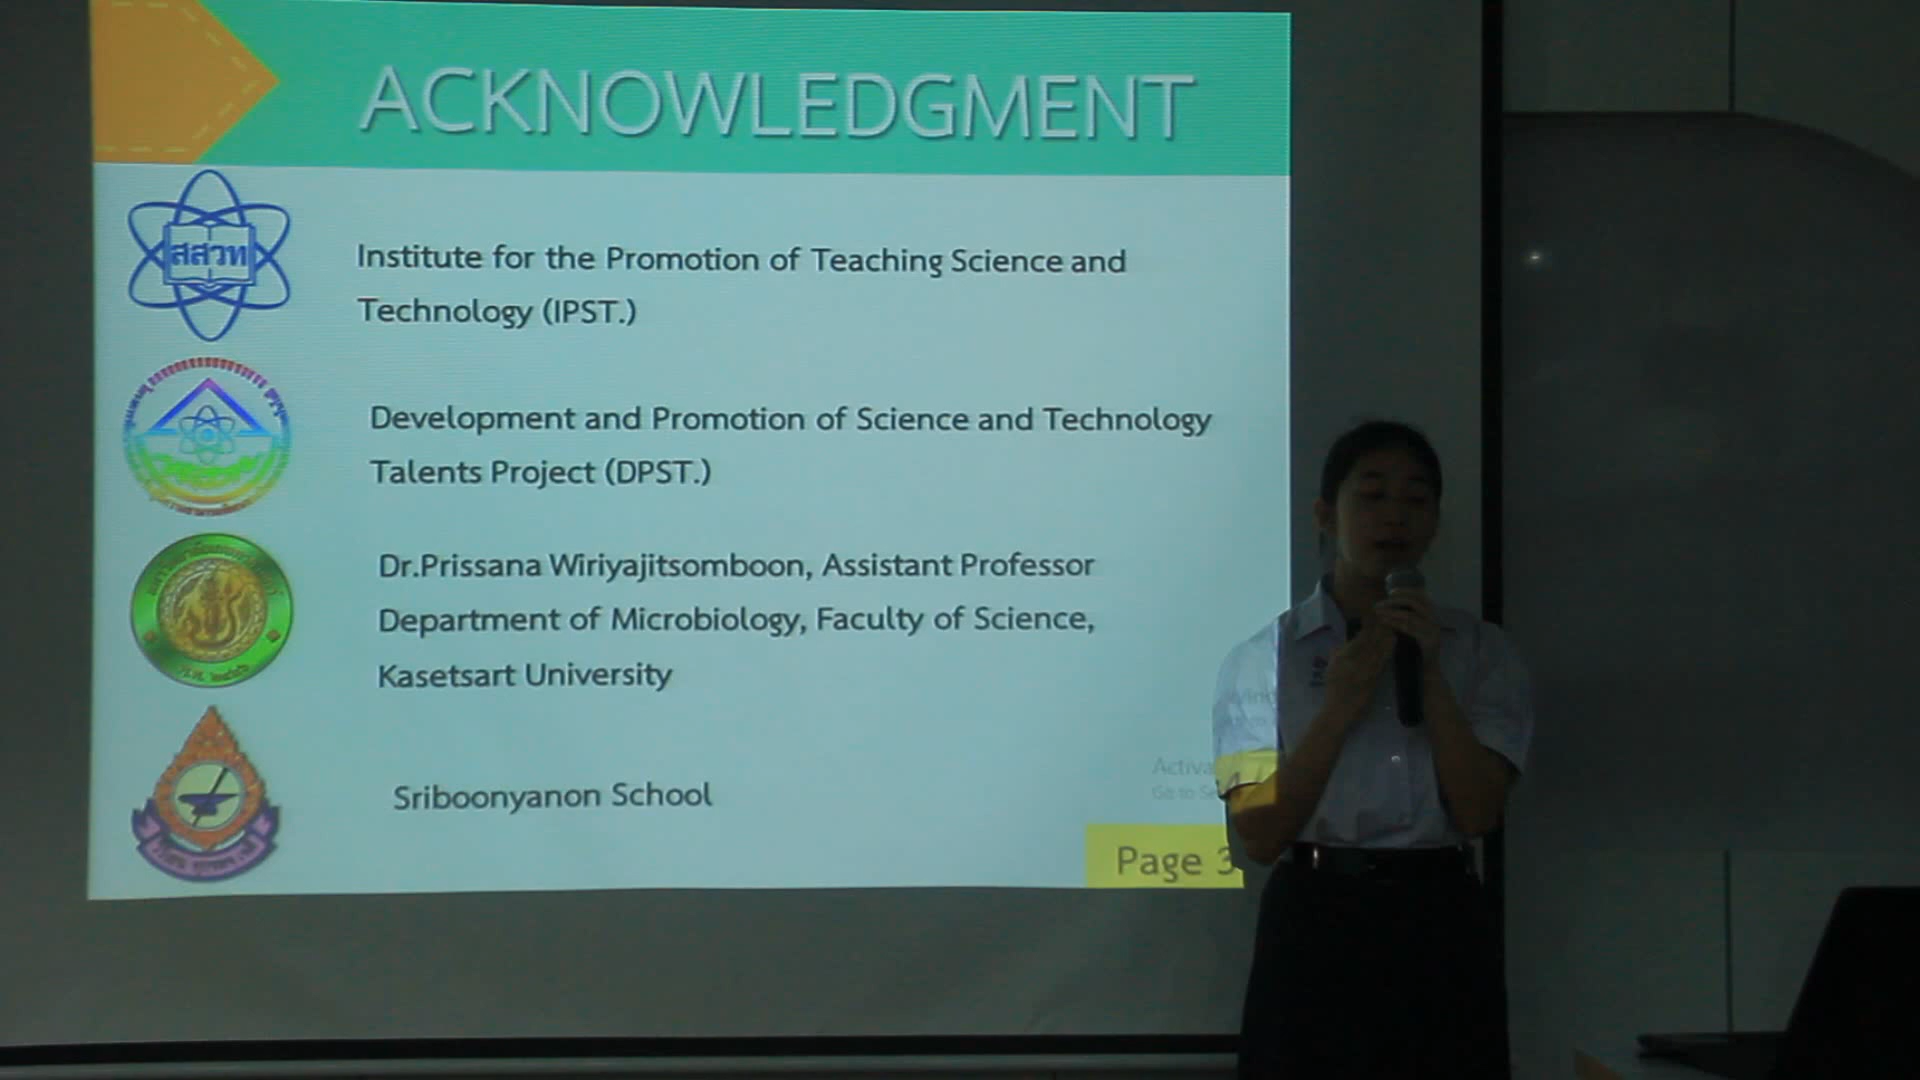 ACKNOWLEDGMENT
สสวท
Institute for the Promotion of Teaching Science and
Technology (IPST.)
Development and Promotion of Science and Technology
Talents Project (DPST.)
Dr.Prissana Wiriyajitsomboon, Assistant Professor
Department of Microbiology, Faculty of Science,
Kasetsart University
Sriboonyanon School
Page